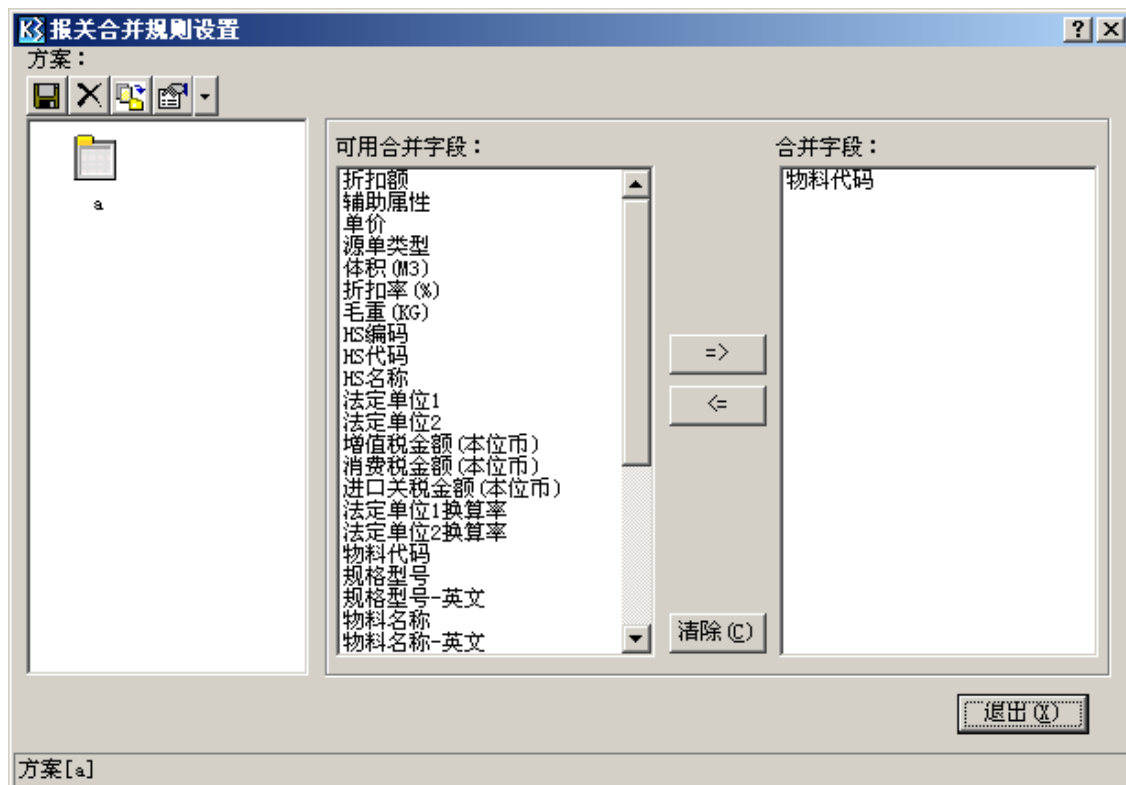 K3 报关合并规则设置
方案：
a
可用合并字段：
折扣额
辅助属性
单价
源单类型
体积(M3)
折扣率(%)
毛重(KG)
HS编码
HS代码
HS名称
法定单位1
法定单位2
增值税金额(本位币)
消费税金额(本位币)
进口关税金额(本位币)
法定单位1换算率
法定单位2换算率
物料代码
规格型号
规格型号-英文
物料名称
物料名称-英文
=>
<=
清除(C)
合并字段：
物料代码
退出(X)
方案[a]